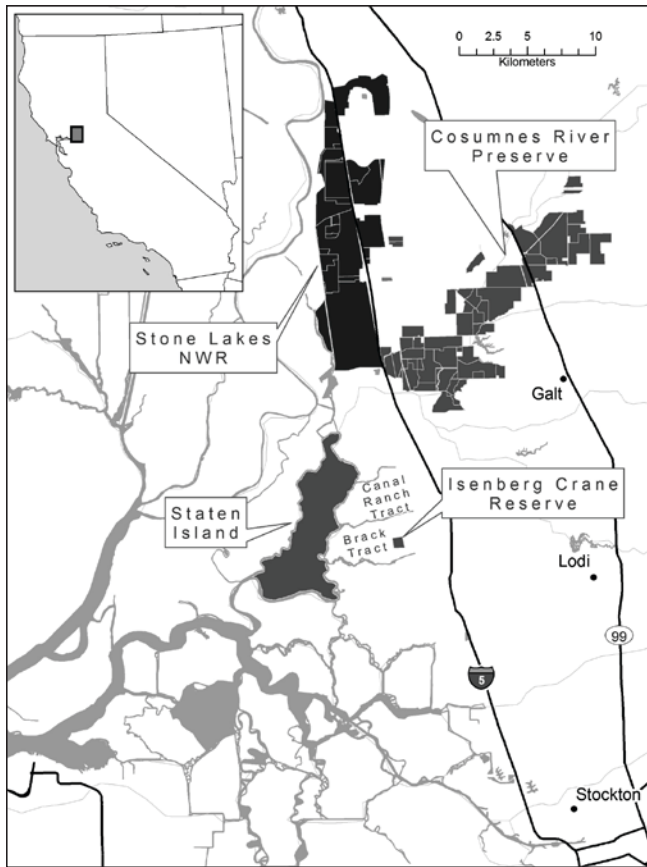 0 2.5 5 10
Kilometers
Cosumnes River
Preserve
Stone Lakes
NWR
Galt
Canal
Ranch
Tract
Isenberg Crane
Reserve
Staten
Island
Brack
Tract
Lodi
99
5
Stockton